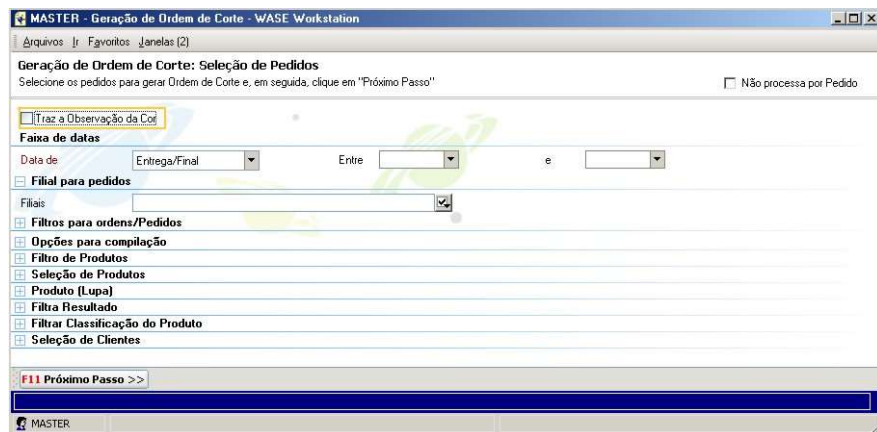 MASTER - Geração de Ordem de Corte - WASE Workstation
Arquivos Ir Favoritos Janelas (2)
Geração de Ordem de Corte: Seleção de Pedidos
Selecione os pedidos para gerar Ordem de Corte e, em seguida, clique em "Próximo Passo"
Não processa por Pedido
Traz a Observação da Cor
Faixa de datas
Data de Entrega/Final Entre e
Filial para pedidos
Filiais
Filtros para ordens/Pedidos
Opções para compilação
Filtro de Produtos
Seleção de Produtos
Produto (Lupa)
Filtra Resultado
Filtrar Classificação do Produto
Seleção de Clientes
F11 Próximo Passo >>
MASTER